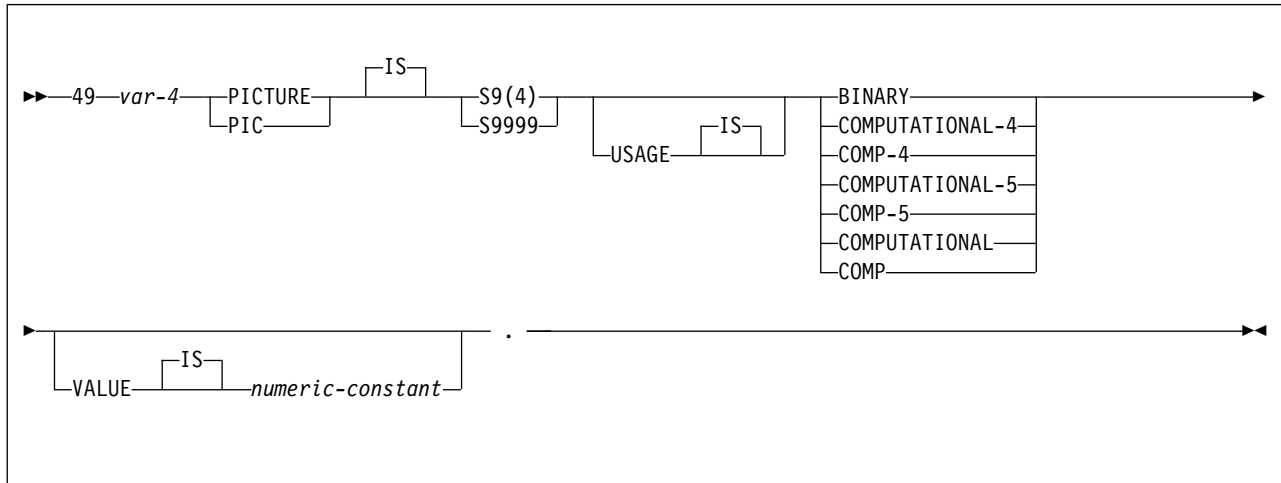 IS
49 var-4 PICTURE S9(4) BINARY
PIC S9999 COMPUTATIONAL-4
USAGE IS COMP-4
COMPUTATIONAL-5
COMP-5
COMPUTATIONAL
COMP
.
IS
VALUE numeric-constant